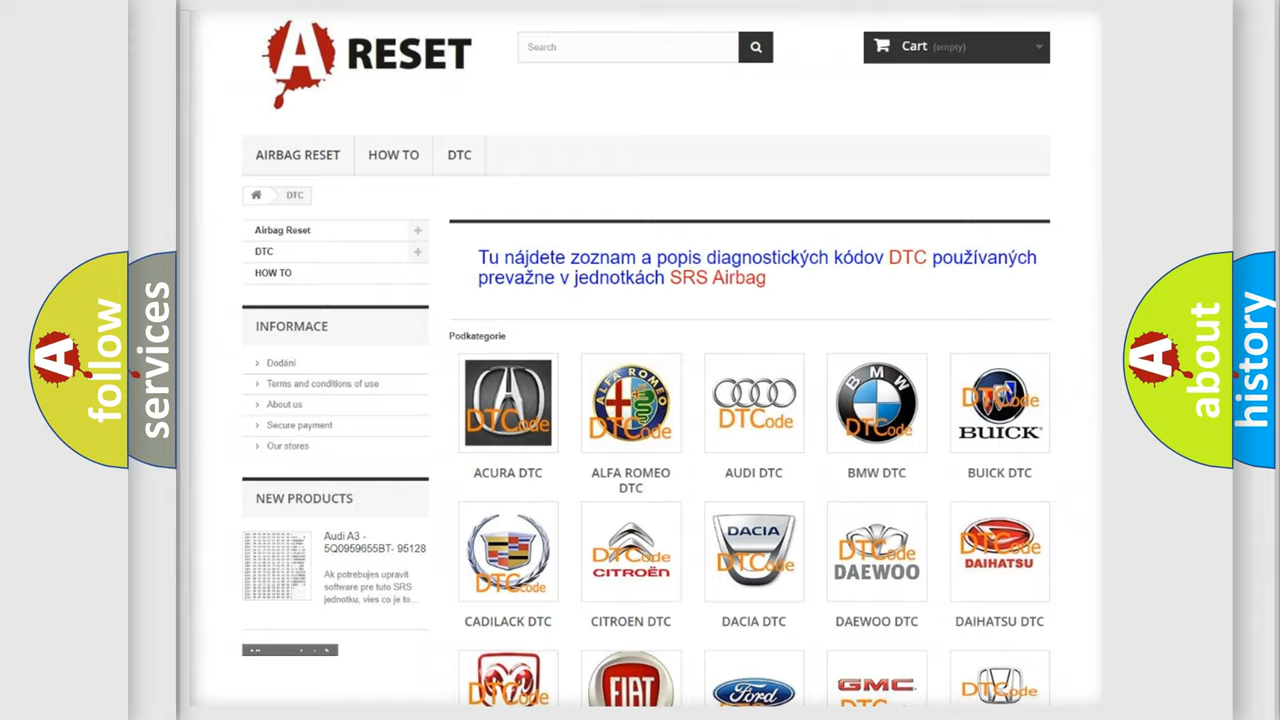 A RESET
Search
Cart (empty)
AIRBAG RESET
HOW TO
DTC
DTC
Airbag Reset
DTC
HOW TO
Tu nájdete zoznam a popis diagnostických kódov DTC používaných
prevažne v jednotkách SRS Airbag
INFORMACE
Dodání
Terms and conditions of use
About us
Secure payment
Our stores
NEW PRODUCTS
Audi A3 -
5Q0959655BT- 95128
Ak potrebujes upravit
software pre tuto SRS
jednotku, vies co je to...
Podkategorie
DTCode
ACURA DTC
ALFA ROMEO
DTCode
ALFA ROMEO
DTC
DTCode
AUDI DTC
BMW
DTCode
BMW DTC
DTCode
BUICK
BUICK DTC
DTCode
CADILACK DTC
DTCode
CITROËN
CITROEN DTC
DACIA
DTCode
DACIA DTC
DTCode
DAEWOO
DAEWOO DTC
DTCode
DAIHATSU
DAIHATSU DTC
DTCode
FIAT
Ford
GMC
DTCode
A
follow
services
A
about
history